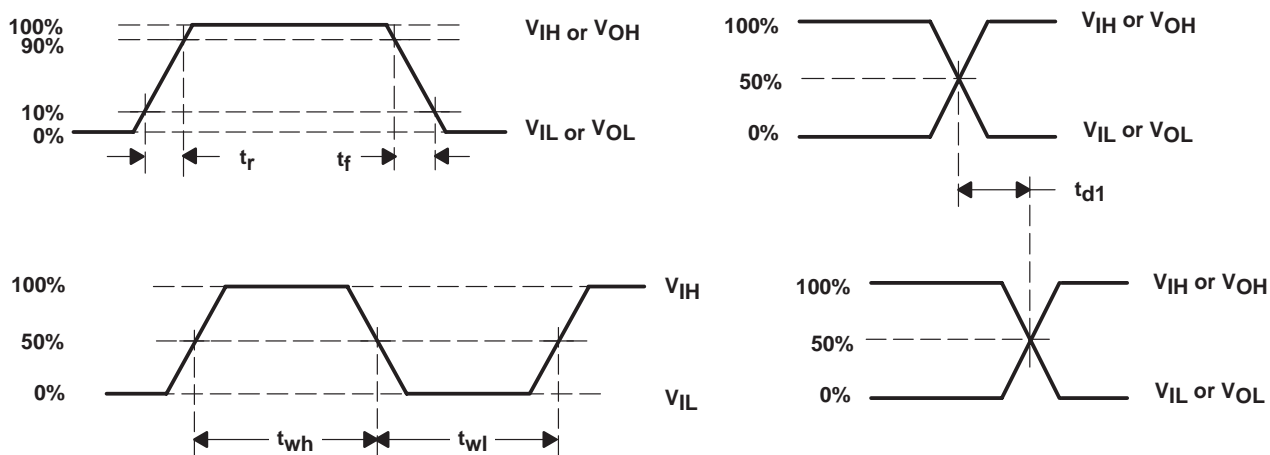 100%
90%
10%
0%
VIH or VOH
VIL or VOL
tr
tf
100%
50%
0%
VIH or VOH
VIL or VOL
td1
100%
50%
0%
VIH
VIL
twh
twl
100%
50%
0%
VIH or VOH
VIL or VOL